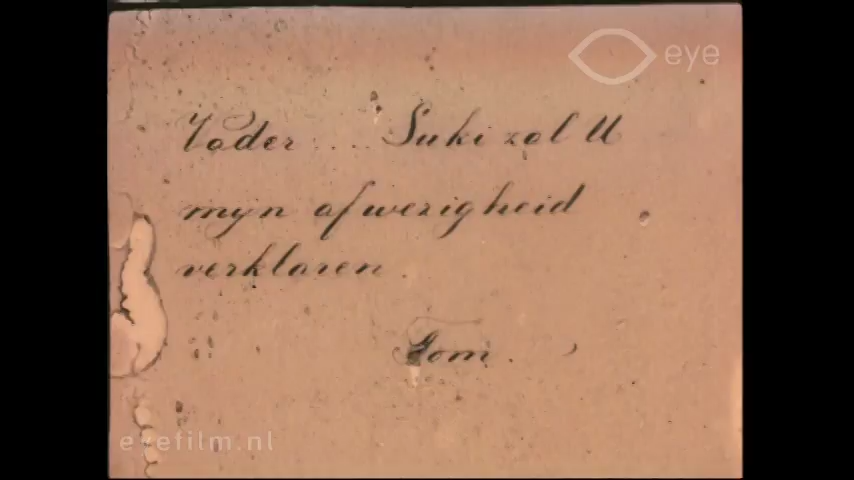 eye
Vader .... Suki zal U
myn afwezigheid
verklaren.
Tom.
eyefilm.nl